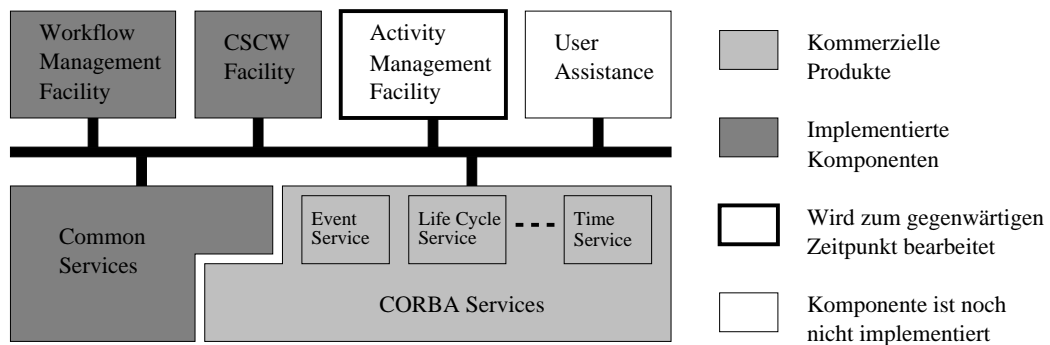 Workflow
Management
Facility
CSCW
Facility
Activity
Management
Facility
User
Assistance
Common
Services
Event
Service
Life Cycle
Service
Time
Service
CORBA Services
Kommerzielle
Produkte
Implementierte
Komponenten
Wird zum gegenwärtigen
Zeitpunkt bearbeitet
Komponente ist noch
nicht implementiert